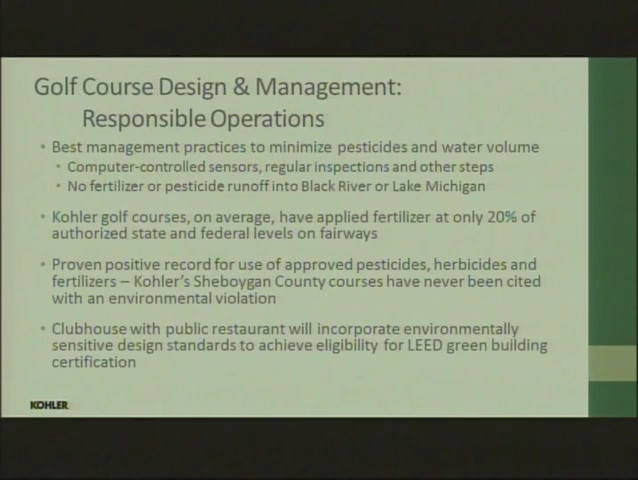 Golf Course Design & Management:
Responsible Operations
• Best management practices to minimize pesticides and water volume
• Computer-controlled sensors, regular inspections and other steps
• No fertilizer or pesticide runoff into Black River or Lake Michigan
• Kohler golf courses, on average, have applied fertilizer at only 20% of
authorized state and federal levels on fairways
• Proven positive record for use of approved pesticides, herbicides and
fertilizers – Kohler's Sheboygan County courses have never been cited
with an environmental violation
• Clubhouse with public restaurant will incorporate environmentally
sensitive design standards to achieve eligibility for LEED green building
certification
KOHLER